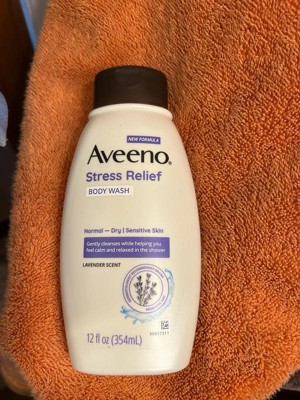 NEW FORMULA
Aveeno®
Stress Relief
BODY WASH
Normal — Dry | Sensitive Skin
Gently cleanses while helping you
feel calm and relaxed in the shower
LAVENDER SCENT
12 fl oz (354mL)